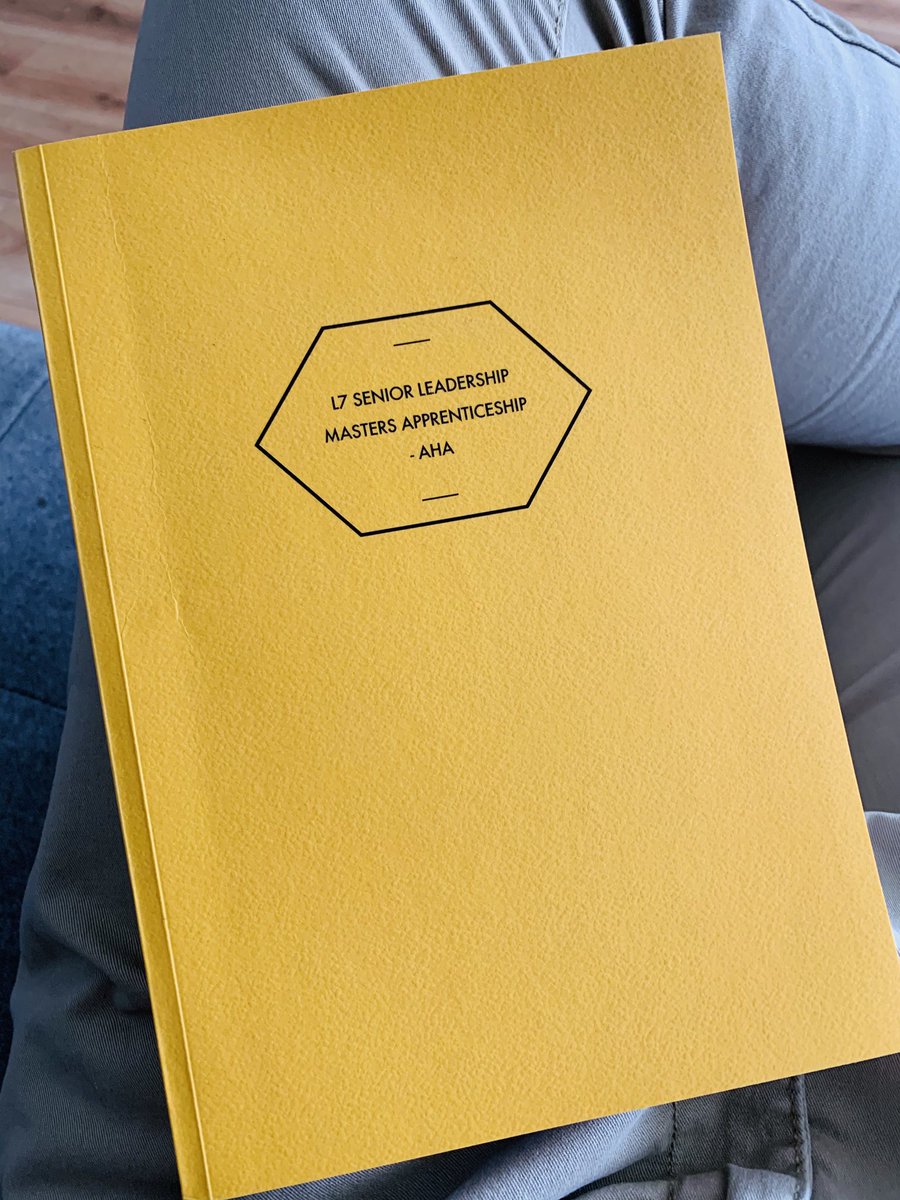 L7 SENIOR LEADERSHIP
MASTERS APPRENTICESHIP
- AHA